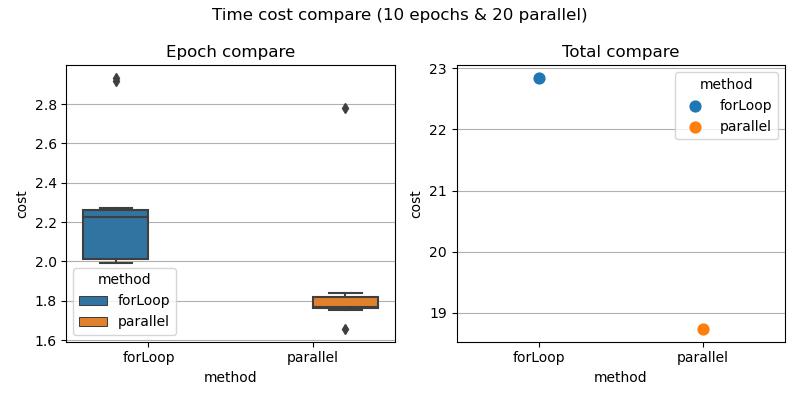 Time cost compare (10 epochs & 20 parallel)
Epoch compare
cost
2.8
2.6
2.4
2.2
2.0
1.8
1.6
method
forLoop
parallel
forLoop
parallel
method
Total compare
cost
23
22
21
20
19
method
forLoop
parallel
forLoop
parallel
method